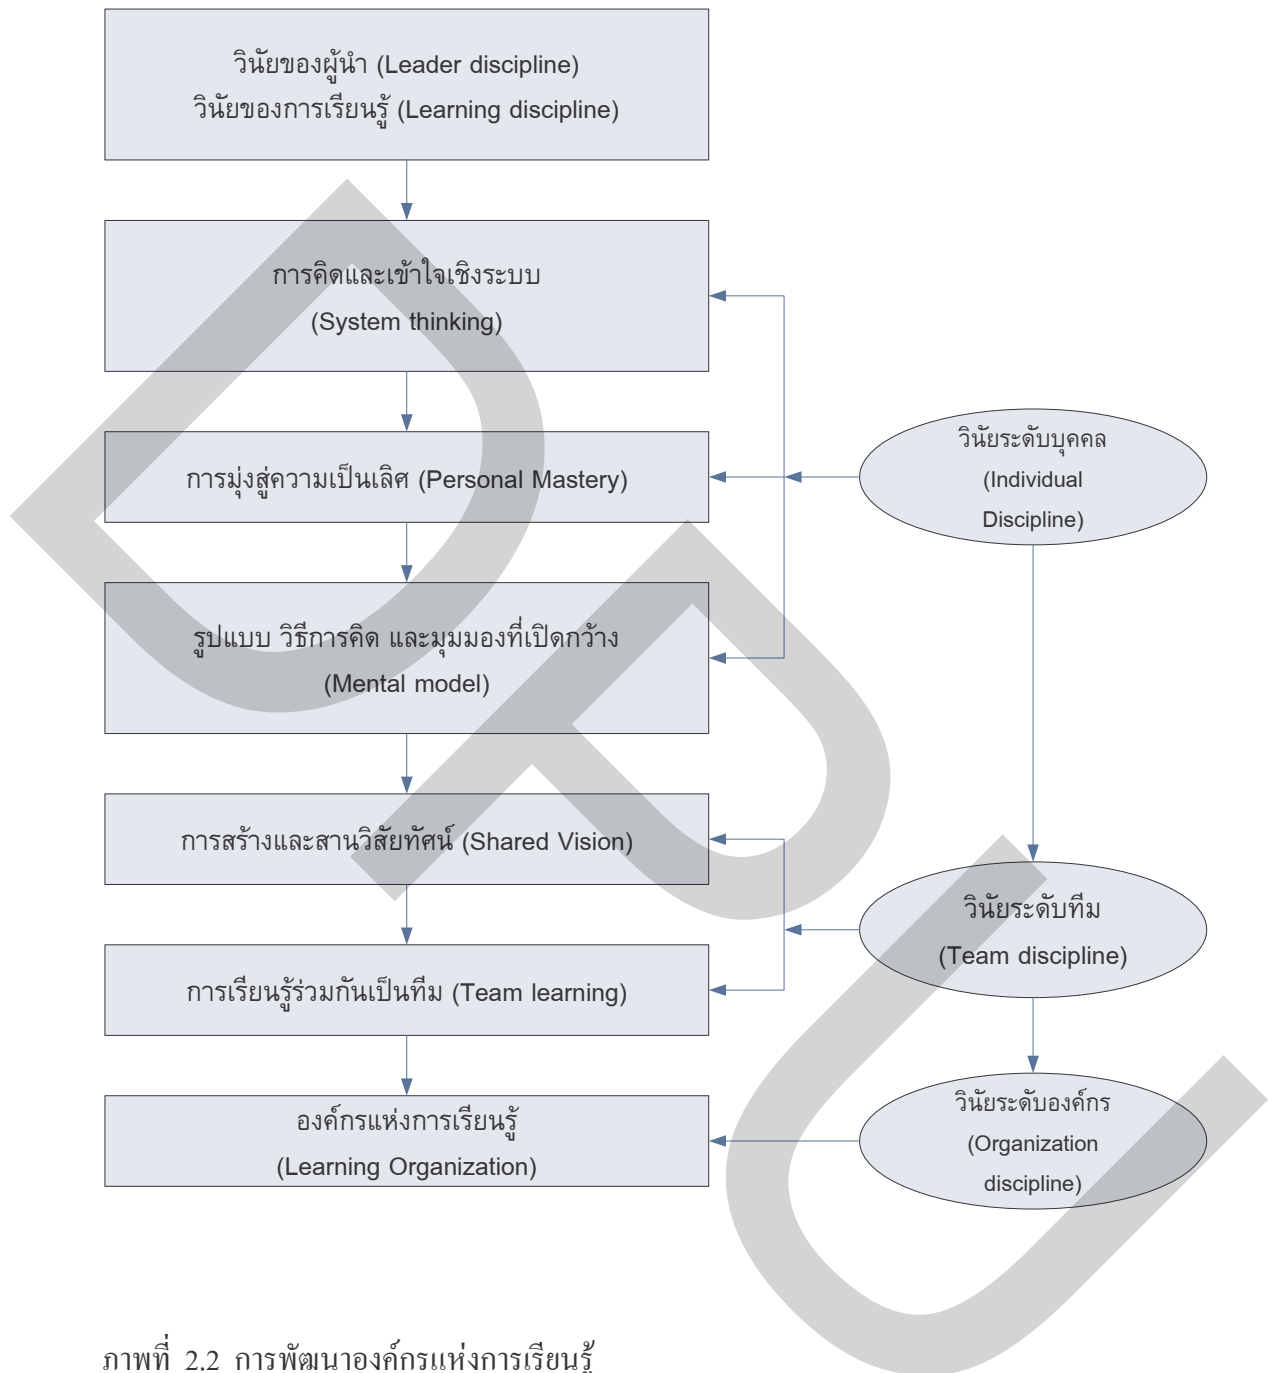 วินัยของผู้นำ (Leader discipline)
วินัยของการเรียนรู้ (Learning discipline)
การคิดและเข้าใจเชิงระบบ
(System thinking)
การมุ่งสู่ความเป็นเลิศ (Personal Mastery)
วินัยระดับบุคคล
(Individual
Discipline)
รูปแบบ วิธีการคิด และมุมมองที่เปิดกว้าง
(Mental model)
การสร้างและสานวิสัยทัศน์ (Shared Vision)
วินัยระดับทีม
(Team discipline)
การเรียนรู้ร่วมกันเป็นทีม (Team learning)
องค์กรแห่งการเรียนรู้
(Learning Organization)
วินัยระดับองค์กร
(Organization
discipline)
ภาพที่ 2.2 การพัฒนาองค์กรแห่งการเรียนรู้
DPU